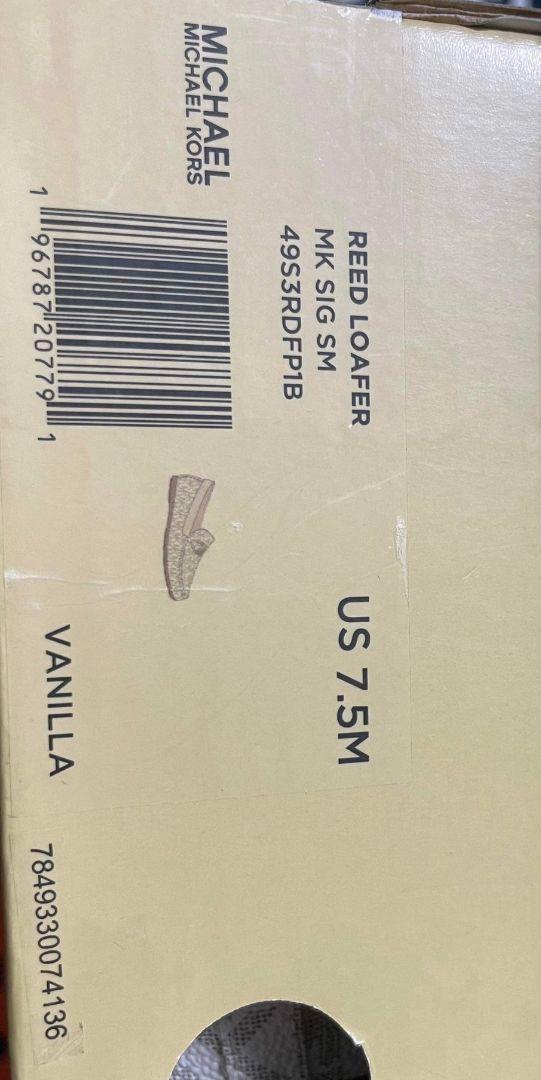 REED LOAFER
MK SIG SM
49S3RDFP1B
US 7.5M
MICHAEL
MICHAEL KORS
1 96787 20779 1
VANILLA
7849330074136